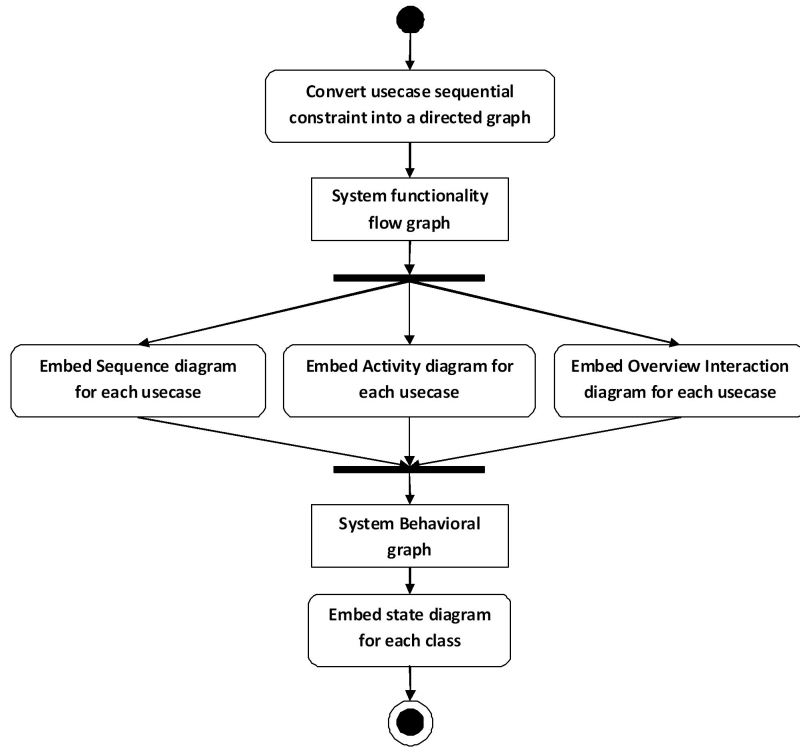 Convert usecase sequential
constraint into a directed graph
System functionality
flow graph
Embed Sequence diagram
for each usecase
Embed Activity diagram for
each usecase
Embed Overview Interaction
diagram for each usecase
System Behavioral
graph
Embed state diagram
for each class